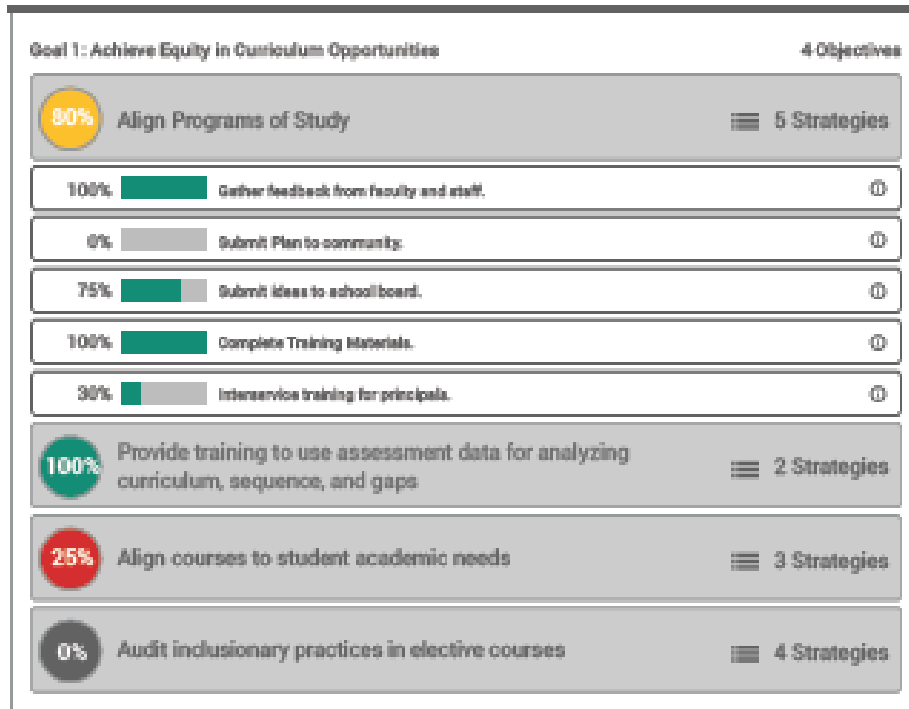 Goal 1: Achieve Equity in Curriculum Opportunities 4 Objectives
80% Align Programs of Study 5 Strategies
100% Gather feedback from faculty and staff.
0% Submit Plan to community.
75% Submit ideas to school board.
100% Complete Training Materials.
30% Interservice training for principals.
100% Provide training to use assessment data for analyzing
curriculum, sequence, and gaps 2 Strategies
25% Align courses to student academic needs 3 Strategies
0% Audit inclusionary practices in elective courses 4 Strategies